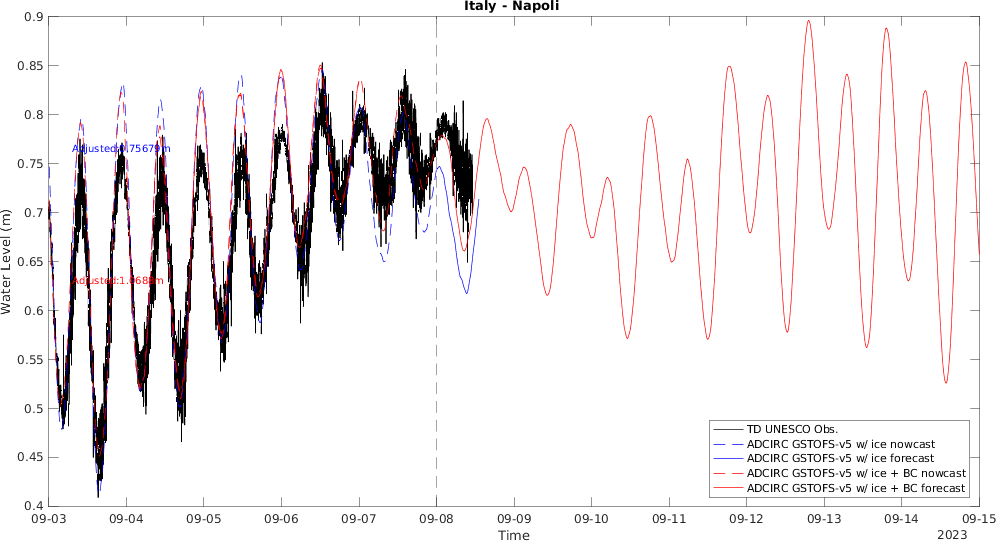 Italy - Napoli
0.9
0.85
0.8
0.75
0.7
0.65
0.6
0.55
0.5
0.45
0.4
Water Level (m)
Adjusted:0.75679m
TD UNESCO Obs.
ADCIRC GSTOFS-v5 w/ ice nowcast
ADCIRC GSTOFS-v5 w/ ice forecast
ADCIRC GSTOFS-v5 w/ ice + BC nowcast
ADCIRC GSTOFS-v5 w/ ice + BC forecast
09-03 09-04 09-05 09-06 09-07 09-08 09-09 09-10 09-11 09-12 09-13 09-14 09-15
Time
2023